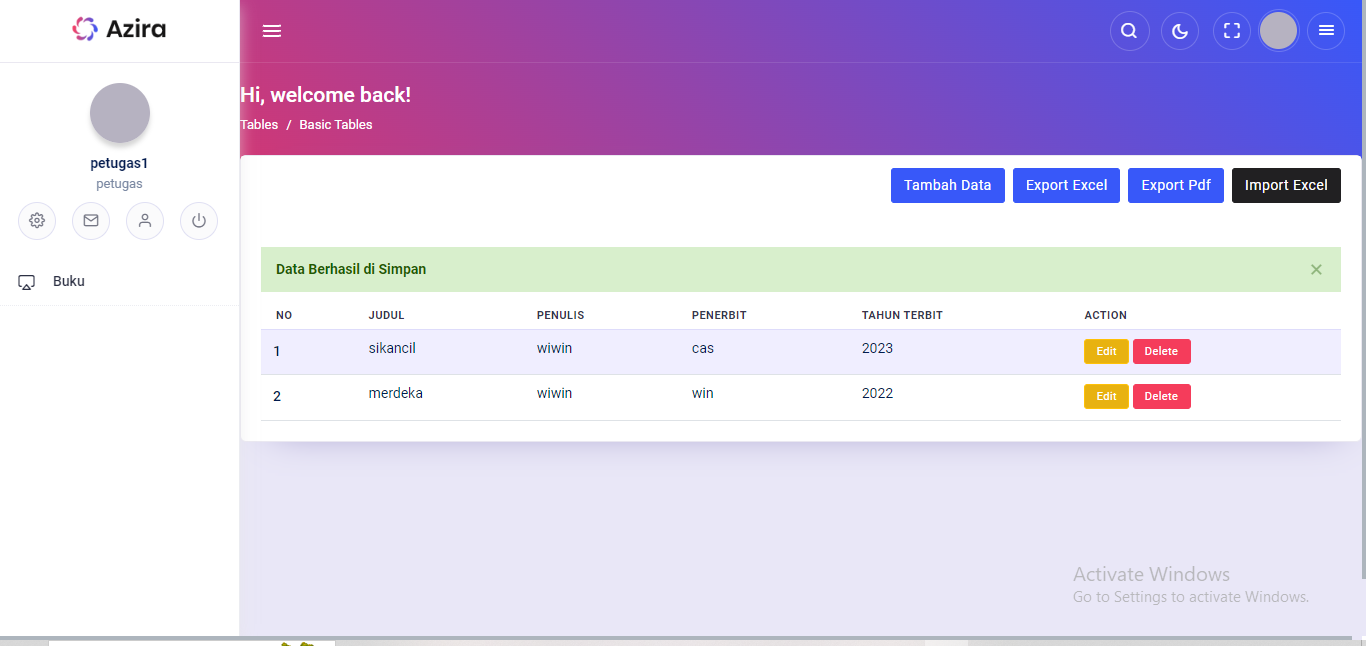 Azira
petugas1
petugas
Buku
Hi, welcome back!
Tables / Basic Tables
Tambah Data Export Excel Export Pdf Import Excel
Data Berhasil di Simpan ×
NO JUDUL PENULIS PENERBIT TAHUN TERBIT ACTION
1 sikancil wiwin cas 2023 Edit Delete
2 merdeka wiwin win 2022 Edit Delete
Activate Windows
Go to Settings to activate Windows.